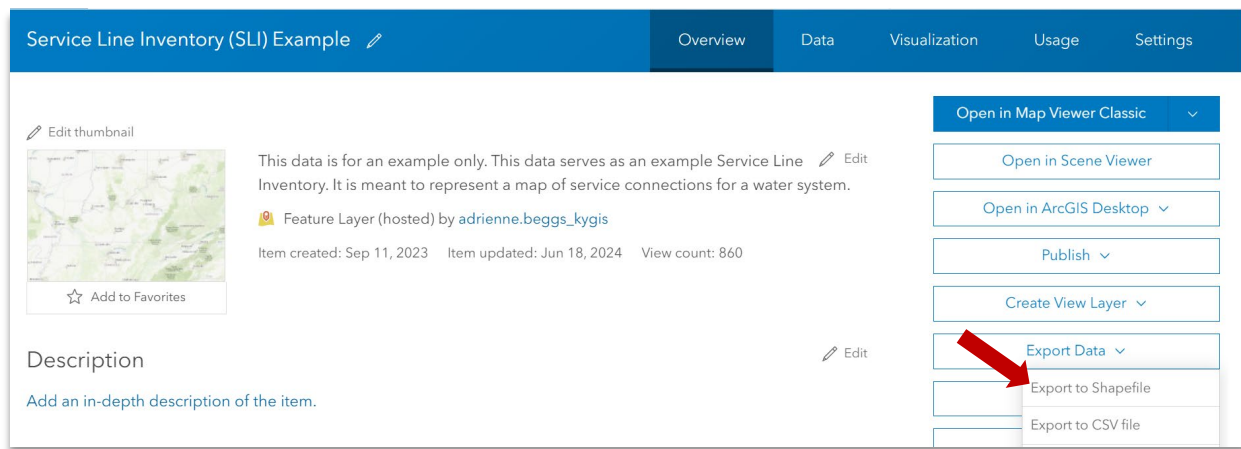 Service Line Inventory (SLI) Example
Overview
Data
Visualization
Usage
Settings
Edit thumbnail
Add to Favorites
This data is for an example only. This data serves as an example Service Line
Inventory. It is meant to represent a map of service connections for a water system.
Edit
Feature Layer (hosted) by adrienne.beggs_kygis
Item created: Sep 11, 2023 Item updated: Jun 18, 2024 View count: 860
Description
Edit
Add an in-depth description of the item.
Open in Map Viewer Classic
Open in Scene Viewer
Open in ArcGIS Desktop
Publish
Create View Layer
Export Data
Export to Shapefile
Export to CSV file